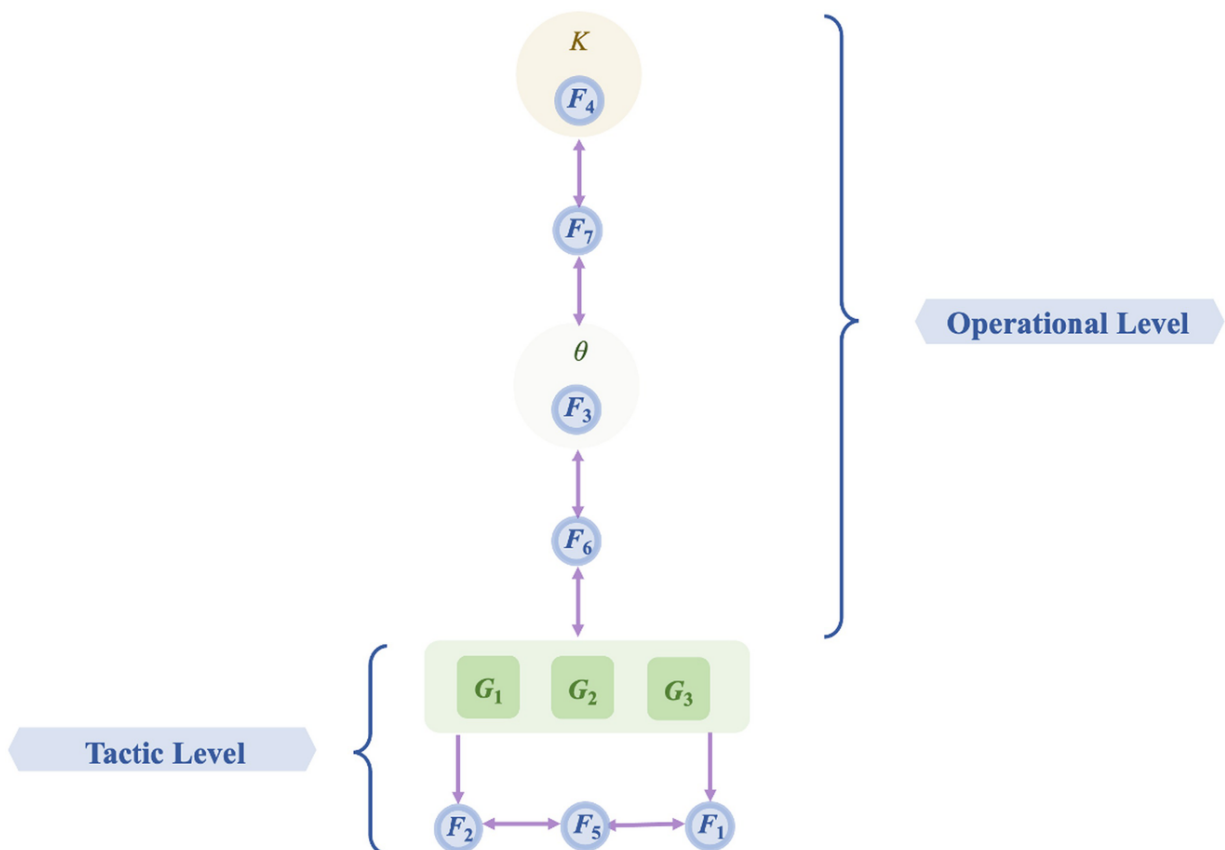 K
F4
F7
θ
Operational Level
F3
F6
G1 G2 G3
Tactic Level
F2 F5 F1